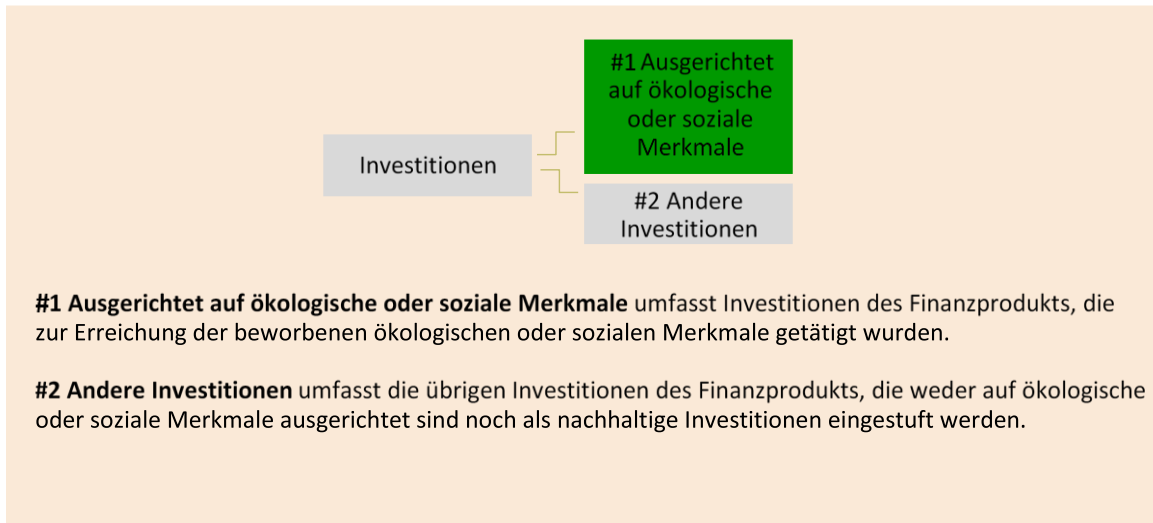 #1 Ausgerichtet
auf ökologische
oder soziale
Merkmale
Investitionen
#2 Andere
Investitionen
#1 Ausgerichtet auf ökologische oder soziale Merkmale umfasst Investitionen des Finanzprodukts, die
zur Erreichung der beworbenen ökologischen oder sozialen Merkmale getätigt wurden.
#2 Andere Investitionen umfasst die übrigen Investitionen des Finanzprodukts, die weder auf ökologische
oder soziale Merkmale ausgerichtet sind noch als nachhaltige Investitionen eingestuft werden.